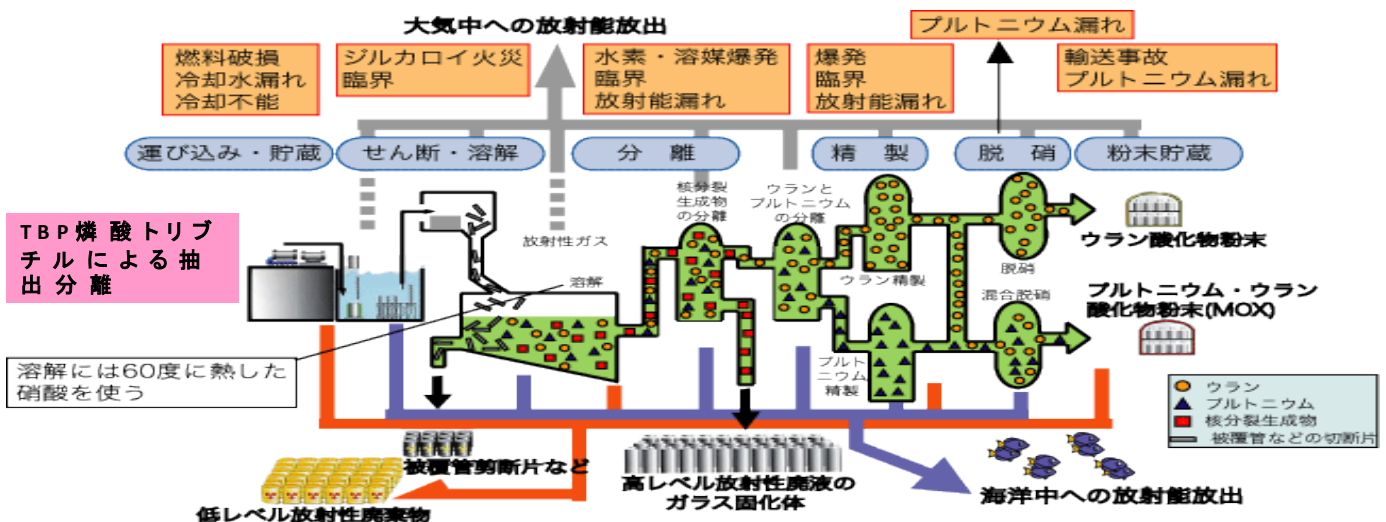 大気中への放射能放出
プルトニウム漏れ
燃料破損
冷却水漏れ
冷却不能
ジルカロイ火災
臨界
水素・溶媒爆発
臨界
放射能漏れ
爆発
臨界
放射能漏れ
輸送事故
プルトニウム漏れ
運び込み・貯蔵
せん断・溶解
分 離
精 製
脱 硝
粉末貯蔵
TBP燐酸トリブ
チルによる抽
出分離
放射性ガス
核分裂
生成物
の分離
ウランと
プルトニウム
の分離
ウラン精製
脱硝
ウラン酸化物粉末
溶解
混合脱硝
プルトニウム・ウラン
酸化物粉末(MOX)
溶解には60度に熱した
硝酸を使う
プルト
ニウム
精製
ウラン
プルトニウム
核分裂生成物
被覆管などの切断片
被覆管剪断片など
高レベル放射性廃液の
ガラス固化体
海洋中への放射能放出
低レベル放射性廃棄物